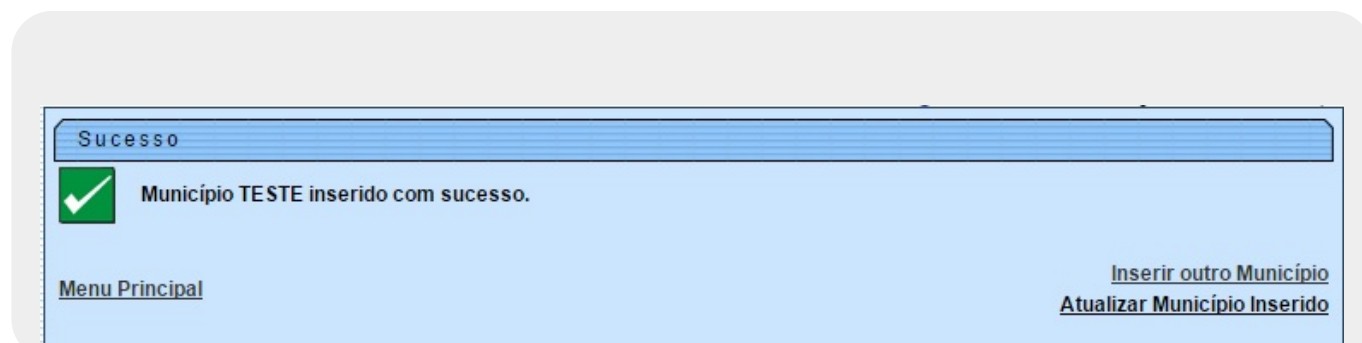 Sucesso
Município TESTE inserido com sucesso.
Menu Principal
Inserir outro Município
Atualizar Município Inserido